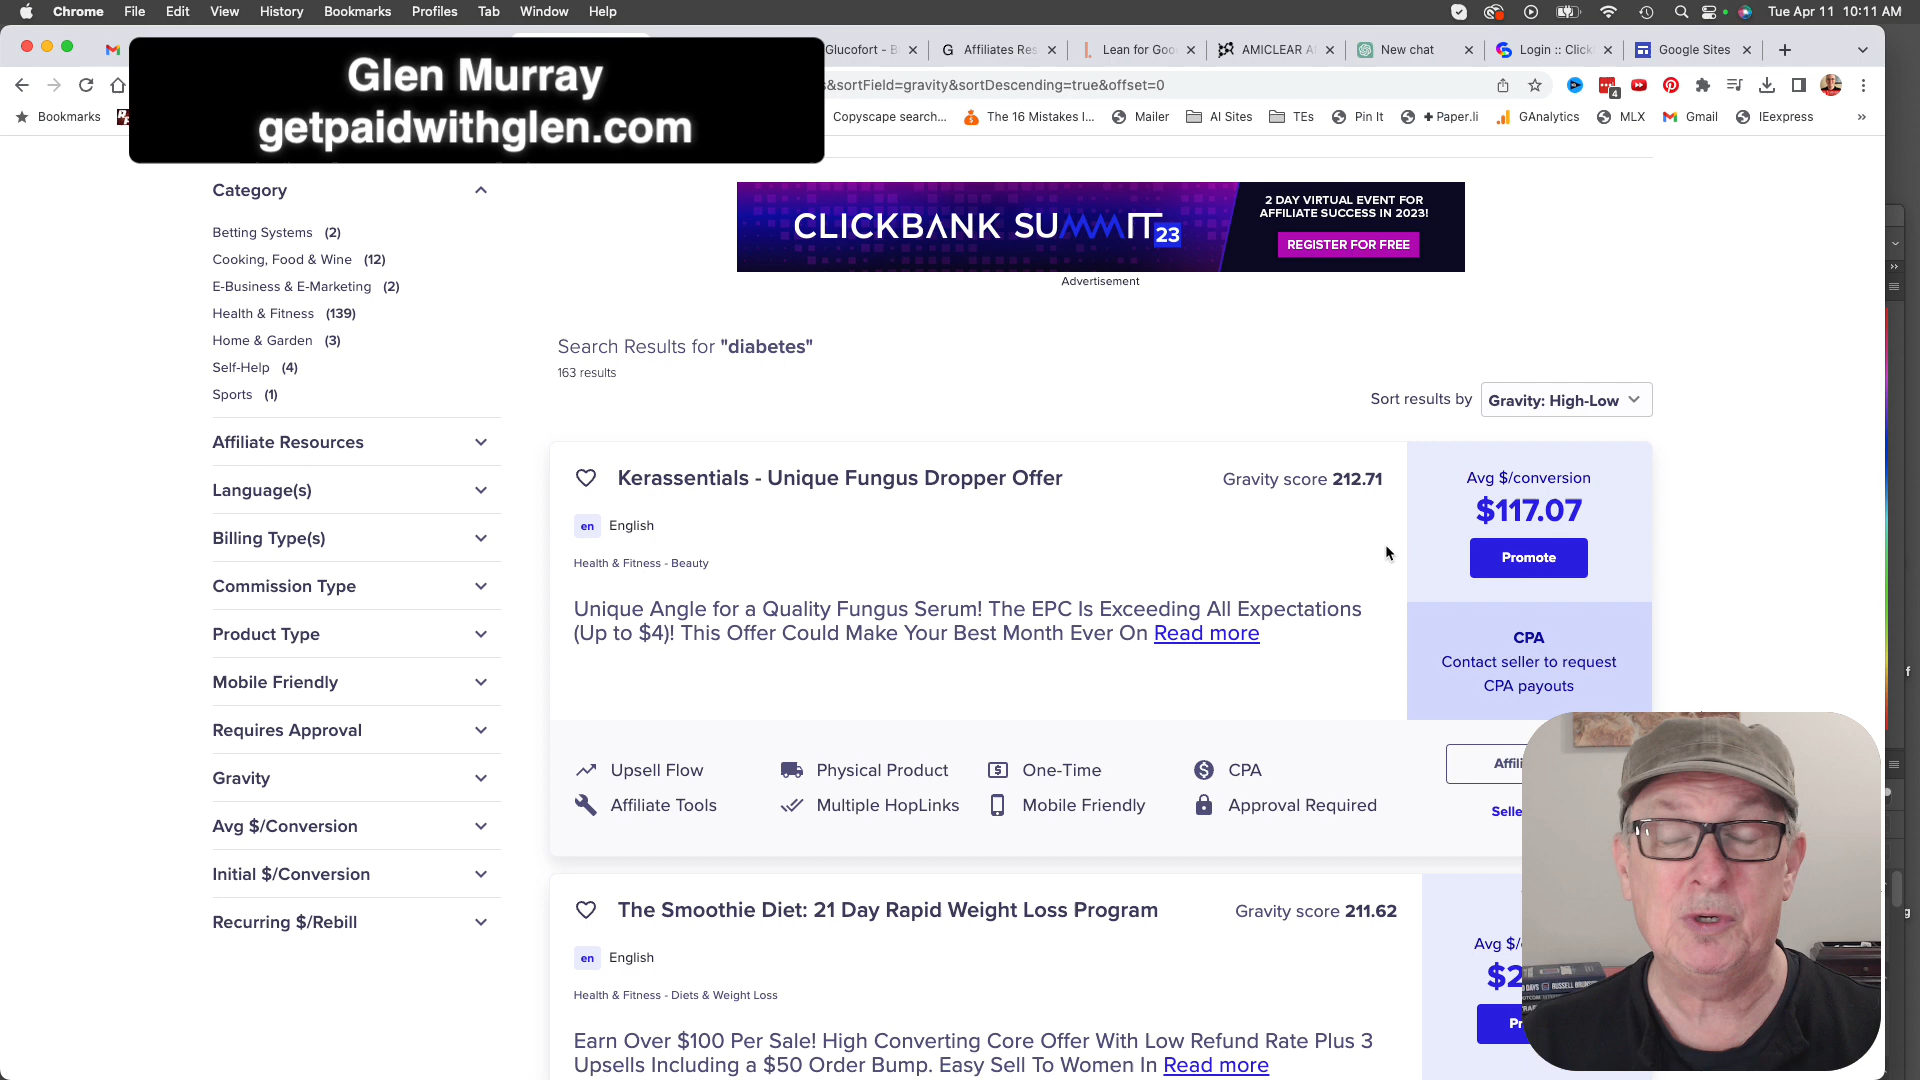 Chrome File Edit View History Bookmarks Profiles Tab Window Help
Tue Apr 11 10:11 AM
Glen Murray
getpaidwithglen.com
Glucofort - B
G Affiliates Res
Lean for Goo
AMICLEAR A
New chat
Login :: Click
Google Sites
&sortField=gravity&sortDescending=true&offset=0
4
Bookmarks
Copyscape search...
The 16 Mistakes I...
Mailer
AI Sites
TEs
Pin It
+ Paper.li
GAnalytics
MLX
Gmail
IEexpress
Category
Betting Systems (2)
Cooking, Food & Wine (12)
E-Business & E-Marketing (2)
Health & Fitness (139)
Home & Garden (3)
Self-Help (4)
Sports (1)
Affiliate Resources
Language(s)
Billing Type(s)
Commission Type
Product Type
Mobile Friendly
Requires Approval
Gravity
Avg $/Conversion
Initial $/Conversion
Recurring $/Rebill
CLICKBANK SUMMIT 23
2 DAY VIRTUAL EVENT FOR
AFFILIATE SUCCESS IN 2023!
REGISTER FOR FREE
Advertisement
Search Results for "diabetes"
163 results
Sort results by Gravity: High-Low
Kerassentials - Unique Fungus Dropper Offer
Gravity score 212.71
en English
Health & Fitness - Beauty
Unique Angle for a Quality Fungus Serum! The EPC Is Exceeding All Expectations
(Up to $4)! This Offer Could Make Your Best Month Ever On Read more
Avg $/conversion
$117.07
Promote
CPA
Contact seller to request
CPA payouts
Upsell Flow
Physical Product
One-Time
CPA
Affiliate Tools
Multiple HopLinks
Mobile Friendly
Approval Required
Affili
Selle
The Smoothie Diet: 21 Day Rapid Weight Loss Program
Gravity score 211.62
en English
Health & Fitness - Diets & Weight Loss
Earn Over $100 Per Sale! High Converting Core Offer With Low Refund Rate Plus 3
Upsells Including a $50 Order Bump. Easy Sell To Women In Read more
Avg $/
$2
Pr
RUSSELL